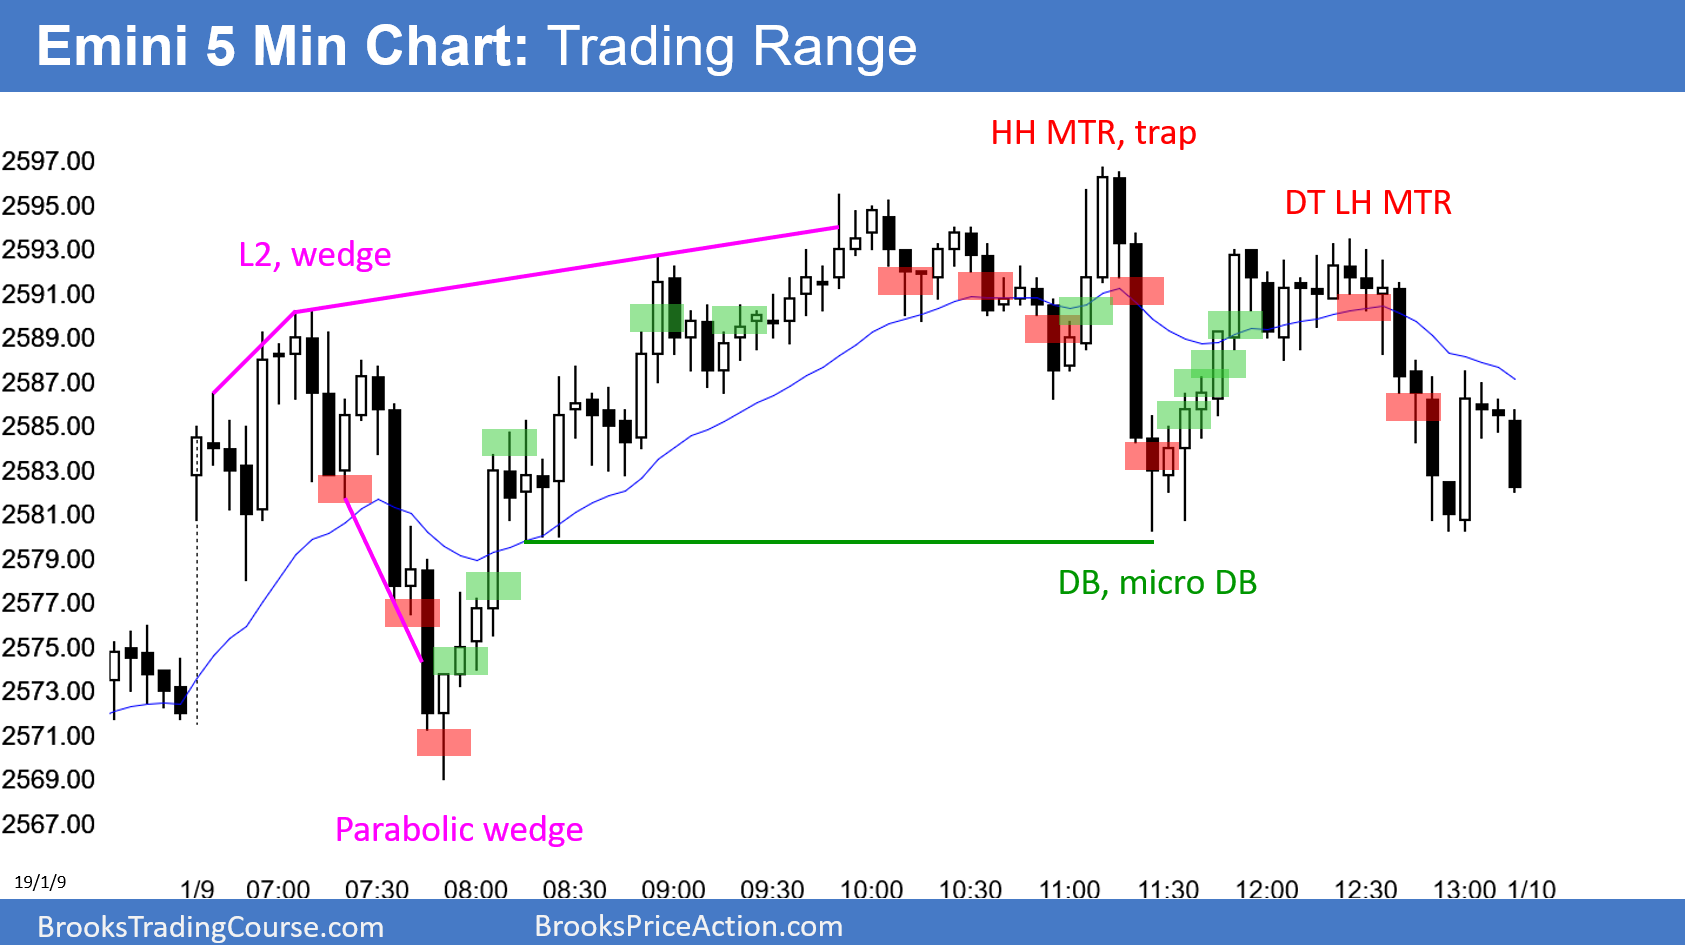 Emini 5 Min Chart: Trading Range
HH MTR, trap
2597.00
2595.00
DT LH MTR
2593.00
L2, wedge
2591.00
2589.00
2587.00
2585.00
2583.00
2581.00
2579.00
DB, micro DB
2577.00
2575.00
2573.00
2571.00
2569.00
2567.00
Parabolic wedge
19/1/9
1/9 07:00 07:30 08:00 08:30 09:00 09:30 10:00 10:30 11:00 11:30 12:00 12:30 13:00 1/10
BrooksTradingCourse.com BrooksPriceAction.com